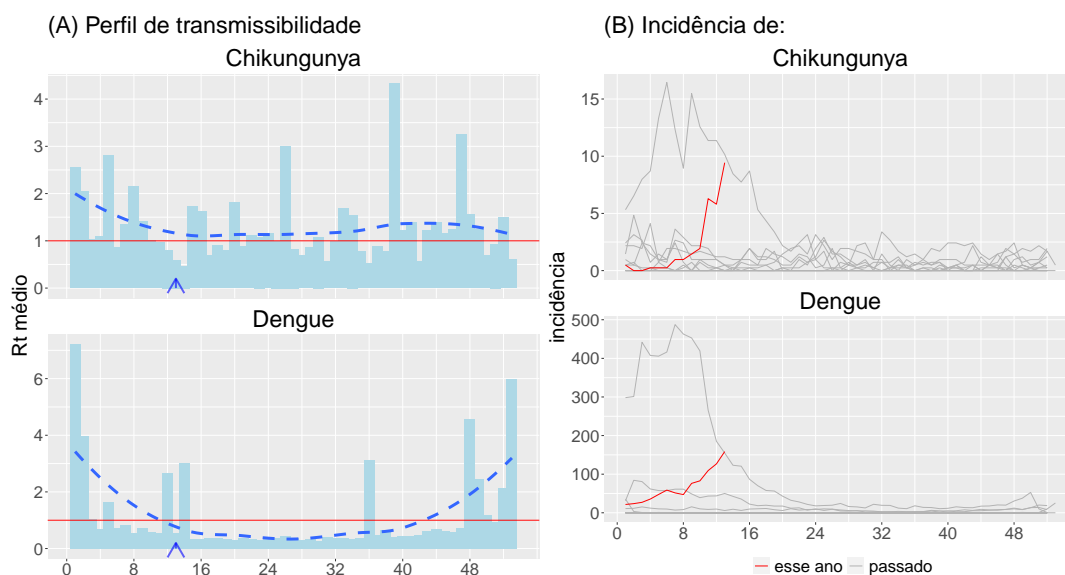 (A) Perfil de transmissibilidade
Chikungunya
4
3
2
1
0
Dengue
6
4
2
0
0 8 16 24 32 40 48
Rt médio
(B) Incidência de:
Chikungunya
15
10
5
0
Dengue
500
400
300
200
100
0
0 8 16 24 32 40 48
incidência
esse ano passado